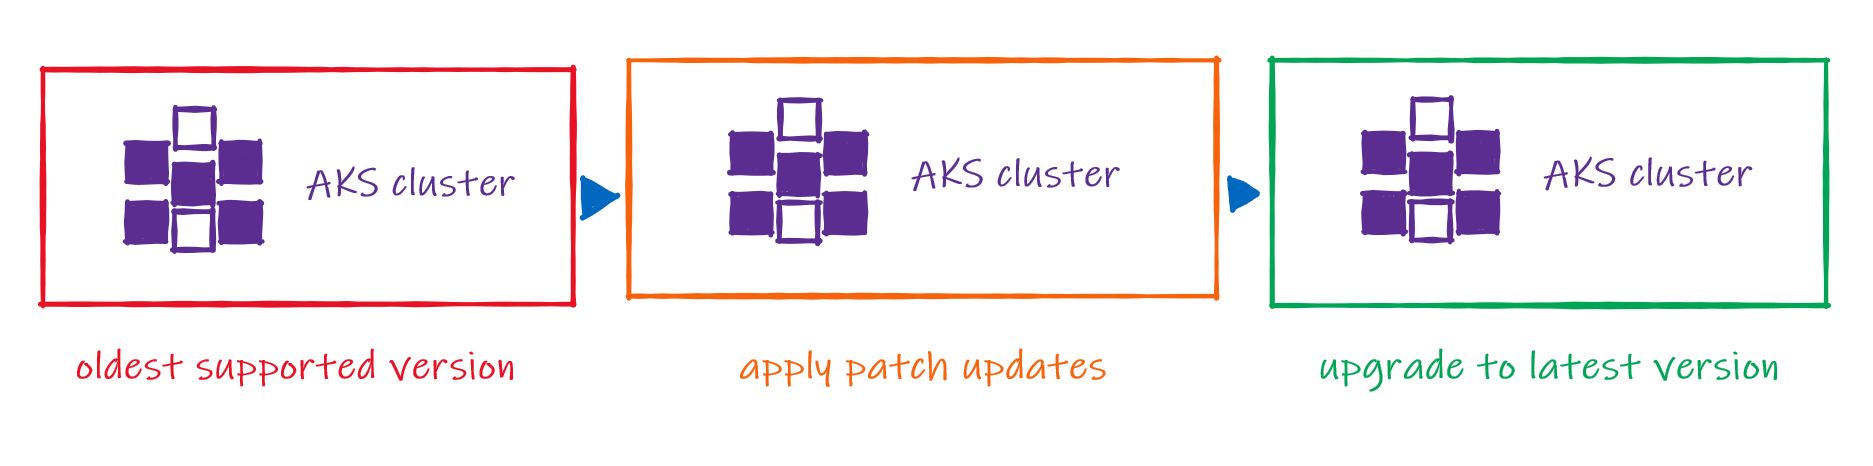 AKS cluster
AKS cluster
AKS cluster
oldest supported version
apply patch updates
upgrade to latest version